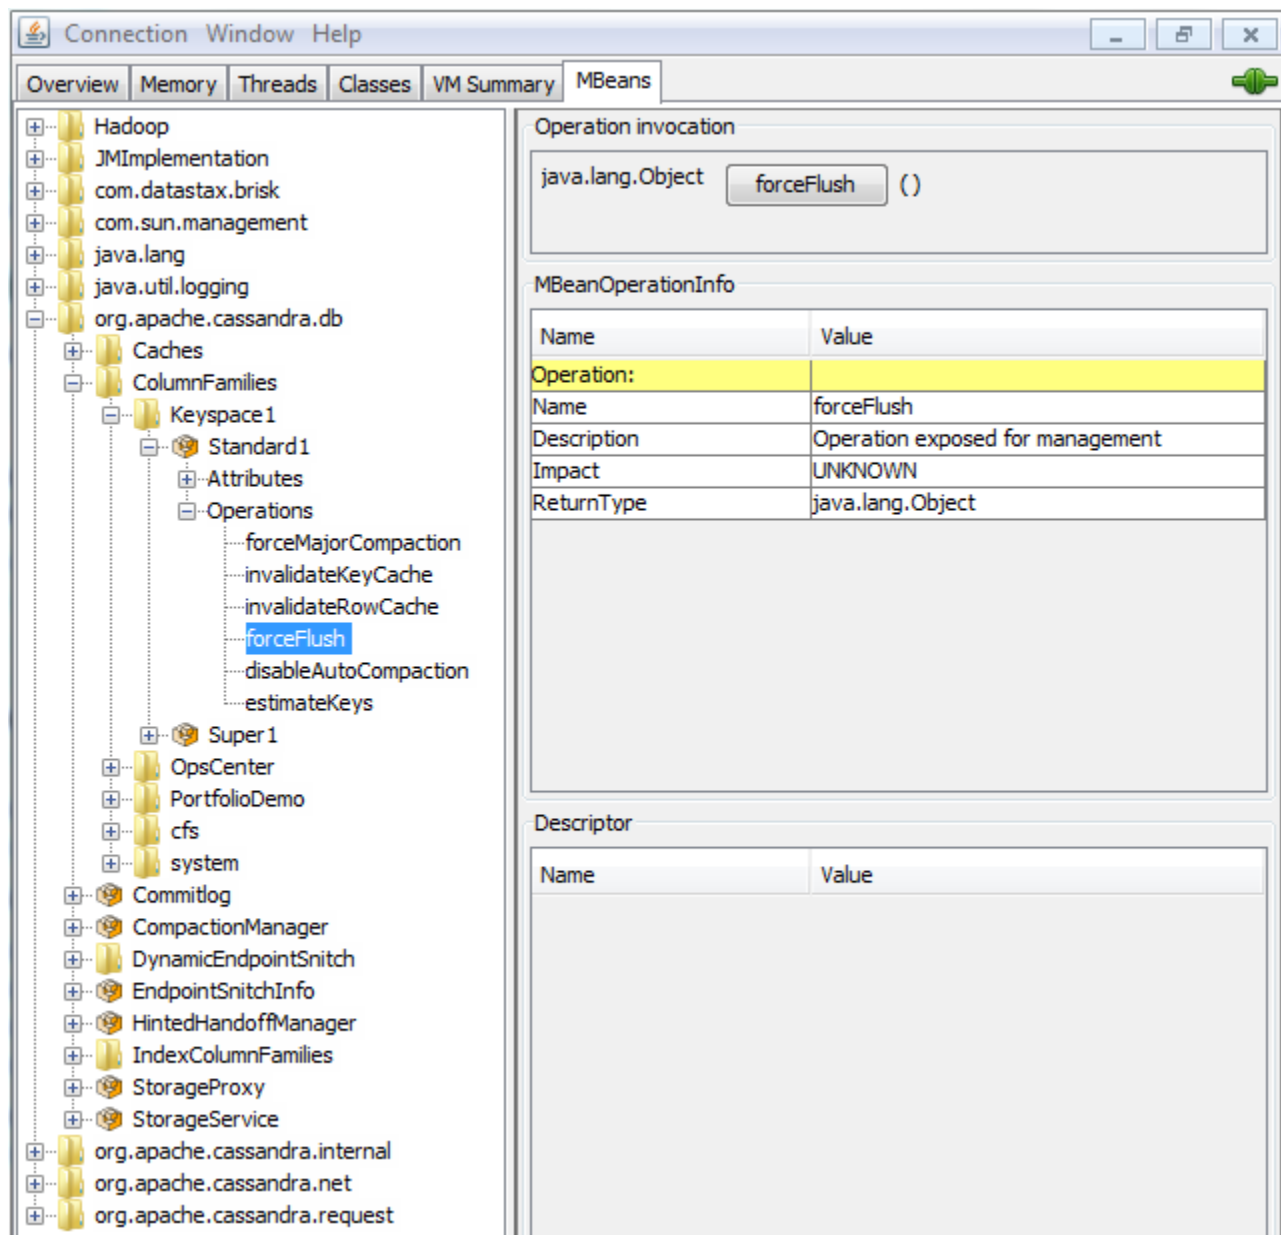 Connection Window Help
Overview Memory Threads Classes VM Summary MBeans
Hadoop
JMImplementation
com.datastax.brisk
com.sun.management
java.lang
java.util.logging
org.apache.cassandra.db
Caches
ColumnFamilies
Keyspace1
Standard1
Attributes
Operations
forceMajorCompaction
invalidateKeyCache
invalidateRowCache
forceFlush
disableAutoCompaction
estimateKeys
Super1
OpsCenter
PortfolioDemo
cfs
system
Commitlog
CompactionManager
DynamicEndpointSnitch
EndpointSnitchInfo
HintedHandoffManager
IndexColumnFamilies
StorageProxy
StorageService
org.apache.cassandra.internal
org.apache.cassandra.net
org.apache.cassandra.request
Operation invocation
java.lang.Object forceFlush ()
MBeanOperationInfo
Name Value
Operation:
Name forceFlush
Description Operation exposed for management
Impact UNKNOWN
ReturnType java.lang.Object
Descriptor
Name Value